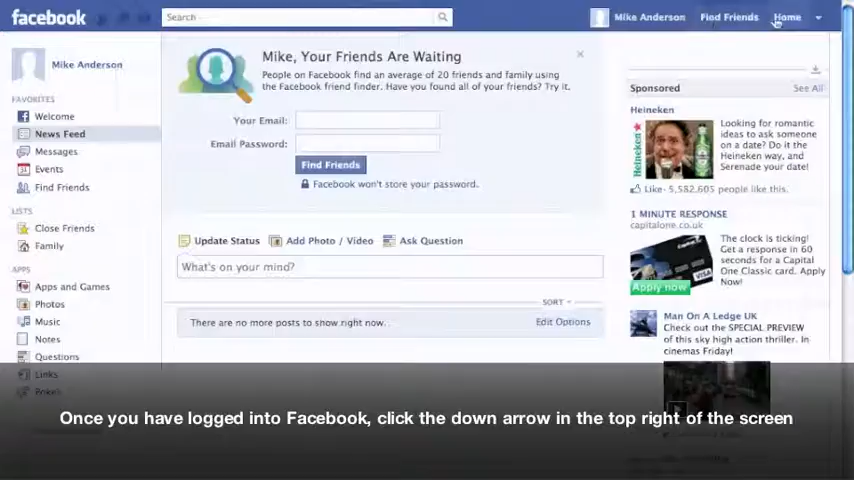 facebook
Search
Mike Anderson
Find Friends
Home
Mike Anderson
FAVORITES
Welcome
News Feed
Messages
Events
Find Friends
LISTS
Close Friends
Family
APPS
Apps and Games
Photos
Music
Notes
Questions
Links
Pokes
Mike, Your Friends Are Waiting
People on Facebook find an average of 20 friends and family using
the Facebook friend finder. Have you found all of your friends? Try it.
Your Email:
Email Password:
Find Friends
Facebook won't store your password.
Update Status
Add Photo / Video
Ask Question
What's on your mind?
SORT
There are no more posts to show right now.
Edit Options
Sponsored
See All
Heineken
Heineken
Looking for romantic
ideas to ask someone
on a date? Do it the
Heineken way, and
Serenade your date!
Like · 5,582,605 people like this.
1 MINUTE RESPONSE
capitalone.co.uk
VISA
Apply now
The clock is ticking!
Get a response in 60
seconds for a Capital
One Classic card. Apply
Now!
Man On A Ledge UK
Check out the SPECIAL PREVIEW
of this sky high action thriller. In
cinemas Friday!
Once you have logged into Facebook, click the down arrow in the top right of the screen